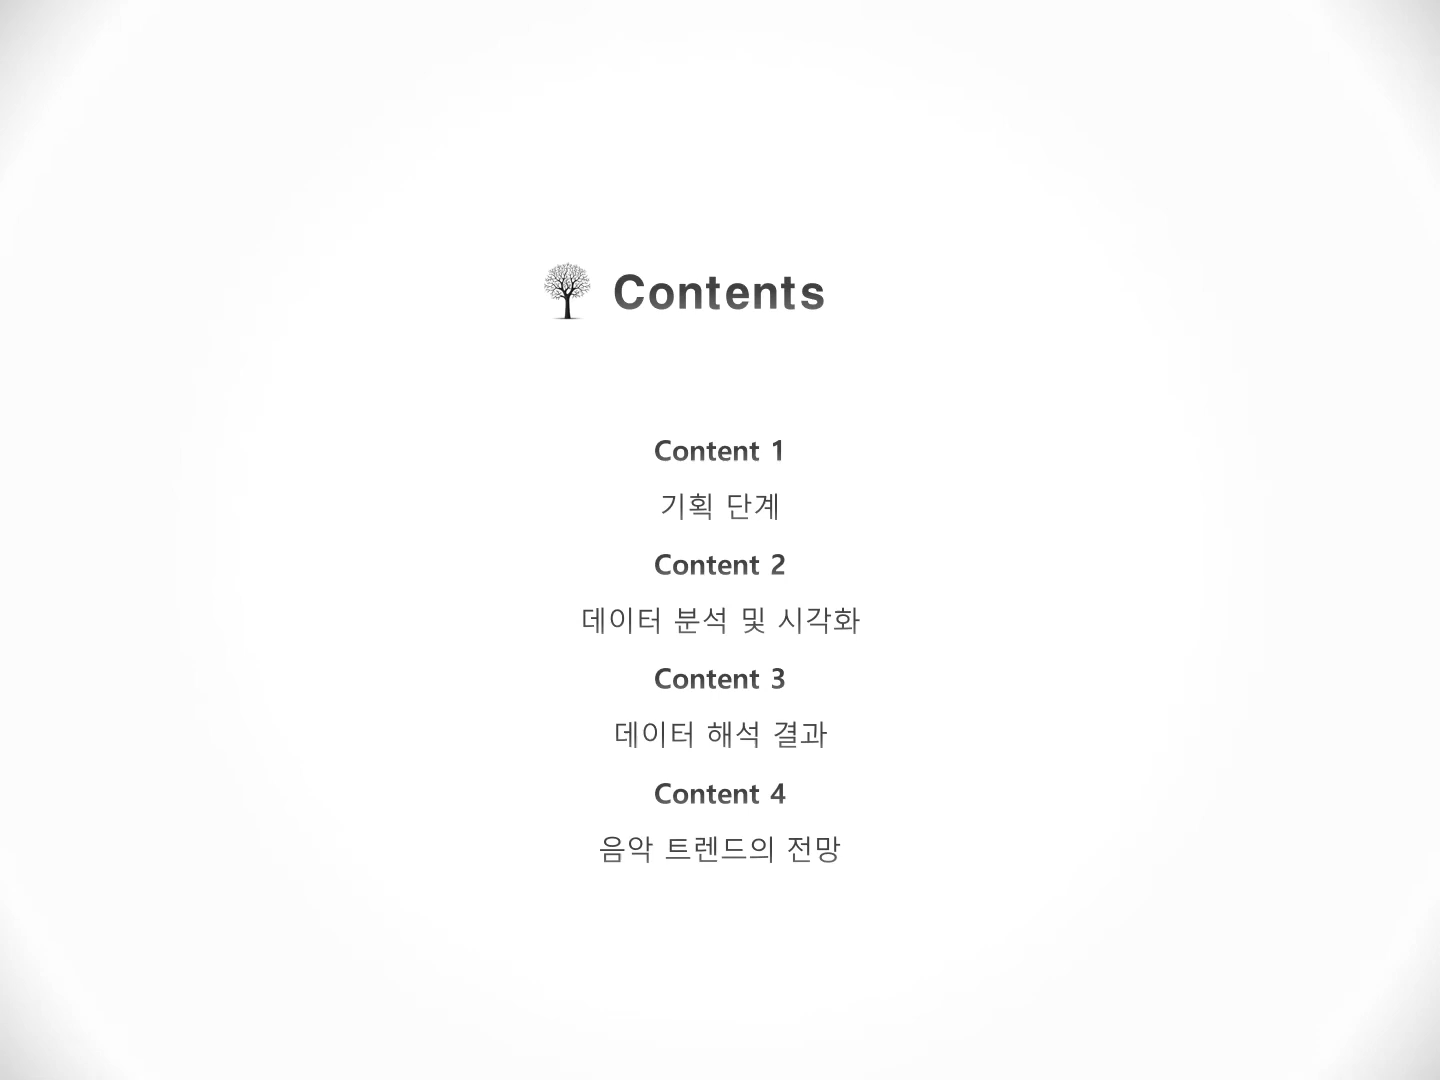 Contents
Content 1
기획 단계
Content 2
데이터 분석 및 시각화
Content 3
데이터 해석 결과
Content 4
음악 트렌드의 전망